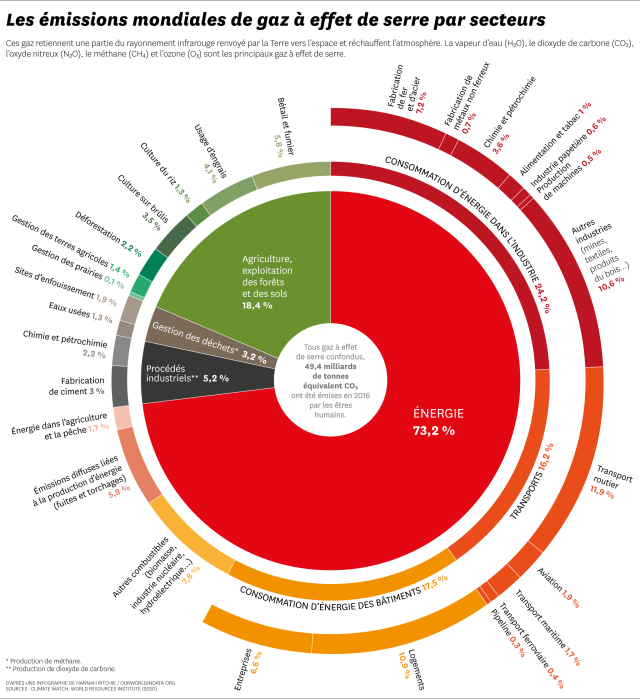 Les émissions mondiales de gaz à effet de serre par secteurs
Ces gaz retiennent une partie du rayonnement infrarouge renvoyé par la Terre vers l'espace et réchauffent l'atmosphère. La vapeur d'eau (H₂O), le dioxyde de carbone (CO₂),
l'oxyde nitreux (N₂O), le méthane (CH₄) et l'ozone (O₃) sont les principaux gaz à effet de serre.
Fabrication
de fer
et d'acier
7,2 %
Fabrication de
métaux non ferreux
0,7 %
Chimie et pétrochimie
3,6 %
Alimentation et tabac 1 %
Industrie papetière 0,6 %
Production
de machines 0,5 %
Autres
industries
(mines,
textiles,
produits
du bois...)
10,6 %
CONSOMMATION D'ÉNERGIE DANS L'INDUSTRIE 24,2 %
Bétail et fumier
5,8 %
Usage d'engrais
4,1 %
Culture du riz 1,3 %
Culture sur brûlis
3,5 %
Déforestation 2,2 %
Gestion des terres agricoles
1,4 %
Gestion des prairies 0,1 %
Sites d'enfouissement 1,9 %
Eaux usées 1,3 %
Chimie et pétrochimie
2,2 %
Fabrication
de ciment 3 %
Énergie dans l'agriculture
et la pêche 1,7 %
Émissions diffuses liées
à la production d'énergie
(fuites et torchages)
5,8 %
Autres combustibles
(biomasse,
industrie nucléaire,
hydroélectrique...)
7,8 %
Agriculture,
exploitation
des forêts
et des sols
18,4 %
Gestion des déchets* 3,2 %
Procédés
industriels** 5,2 %
Tous gaz à effet
de serre confondus,
49,4 milliards
de tonnes
équivalent CO₂
ont été émises en 2016
par les êtres
humains.
ÉNERGIE
73,2 %
TRANSPORTS 16,2 %
Transport
routier
11,9 %
Aviation 1,9 %
Transport maritime 1,7 %
Transport ferroviaire 0,4 %
Pipeline 0,3 %
CONSOMMATION D'ÉNERGIE DES BÂTIMENTS 17,5 %
Logements
10,9 %
Entreprises
6,6 %
* Production de méthane.
** Production de dioxyde de carbone.
D'APRÈS UNE INFOGRAPHIE DE HANNAH RITCHIE / OURWORLDINDATA.ORG
SOURCES : CLIMATE WATCH, WORLD RESOURCES INSTITUTE (2020)